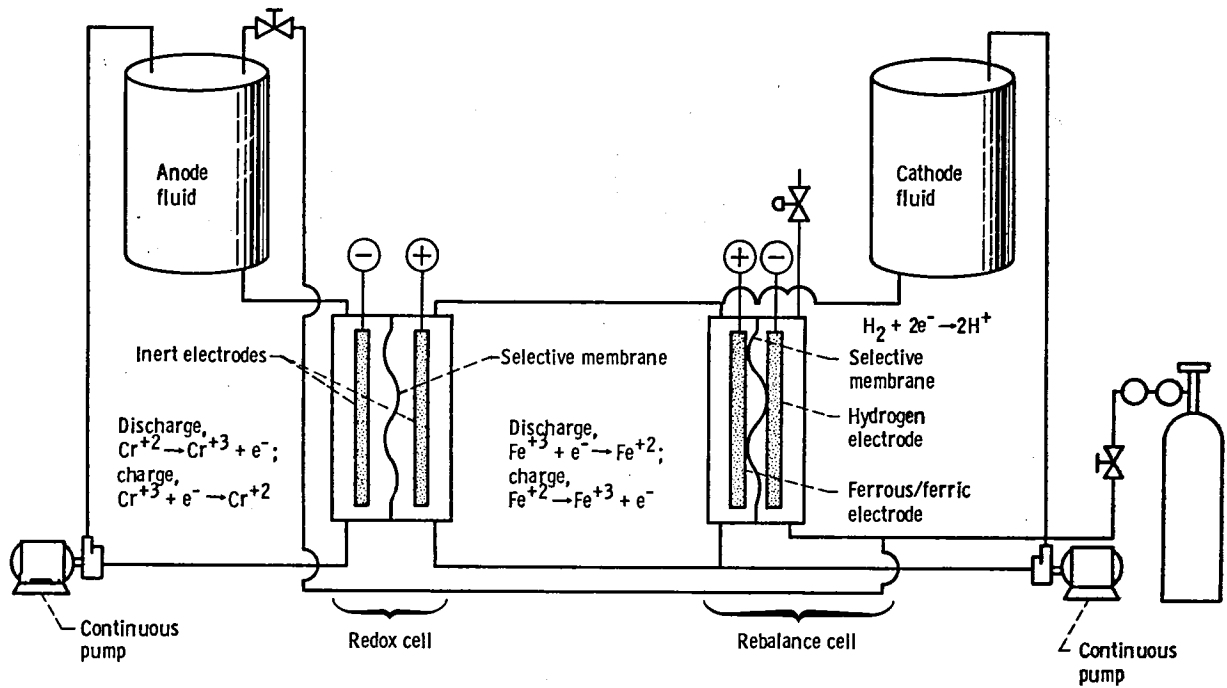 Anode
fluid
Cathode
fluid
−
+
+
−
H2 + 2e- → 2H+
Inert electrodes
Selective membrane
Selective
membrane
Hydrogen
electrode
Discharge,
Cr+2 → Cr+3 + e-;
charge,
Cr+3 + e- → Cr+2
Discharge,
Fe+3 + e- → Fe+2;
charge,
Fe+2 → Fe+3 + e-
Ferrous/ferric
electrode
Continuous
pump
Redox cell
Rebalance cell
Continuous
pump